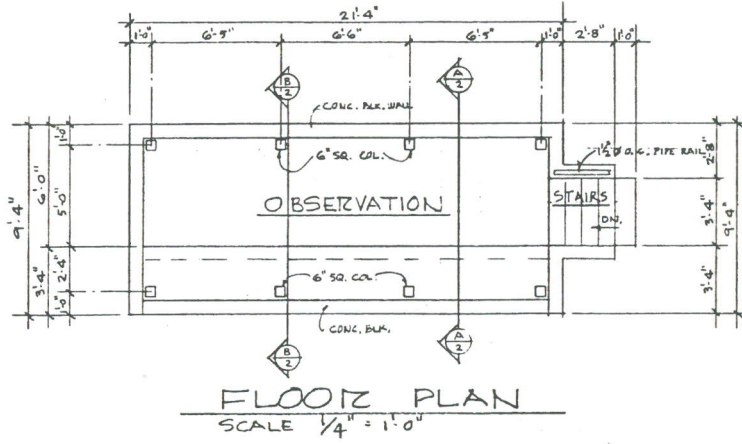 21'-4"
1'-0" 6'-5" 6'-6" 6'-5" 1'-0" 2'-8" 1'-0"
B
2
A
2
CONC. BLK. WALL
6" SQ. COL.
1½" Ø O.C. PIPE RAIL
OBSERVATION
STAIRS
DN.
9'-4"
6'-0"
3'-4"
1'-0"
5'-0"
2'-4"
1'-0"
2'-8"
3'-4"
3'-4"
9'-4"
6" SQ. COL.
CONC. BLK.
B
2
A
2
FLOOR PLAN
SCALE 1/4" = 1'-0"